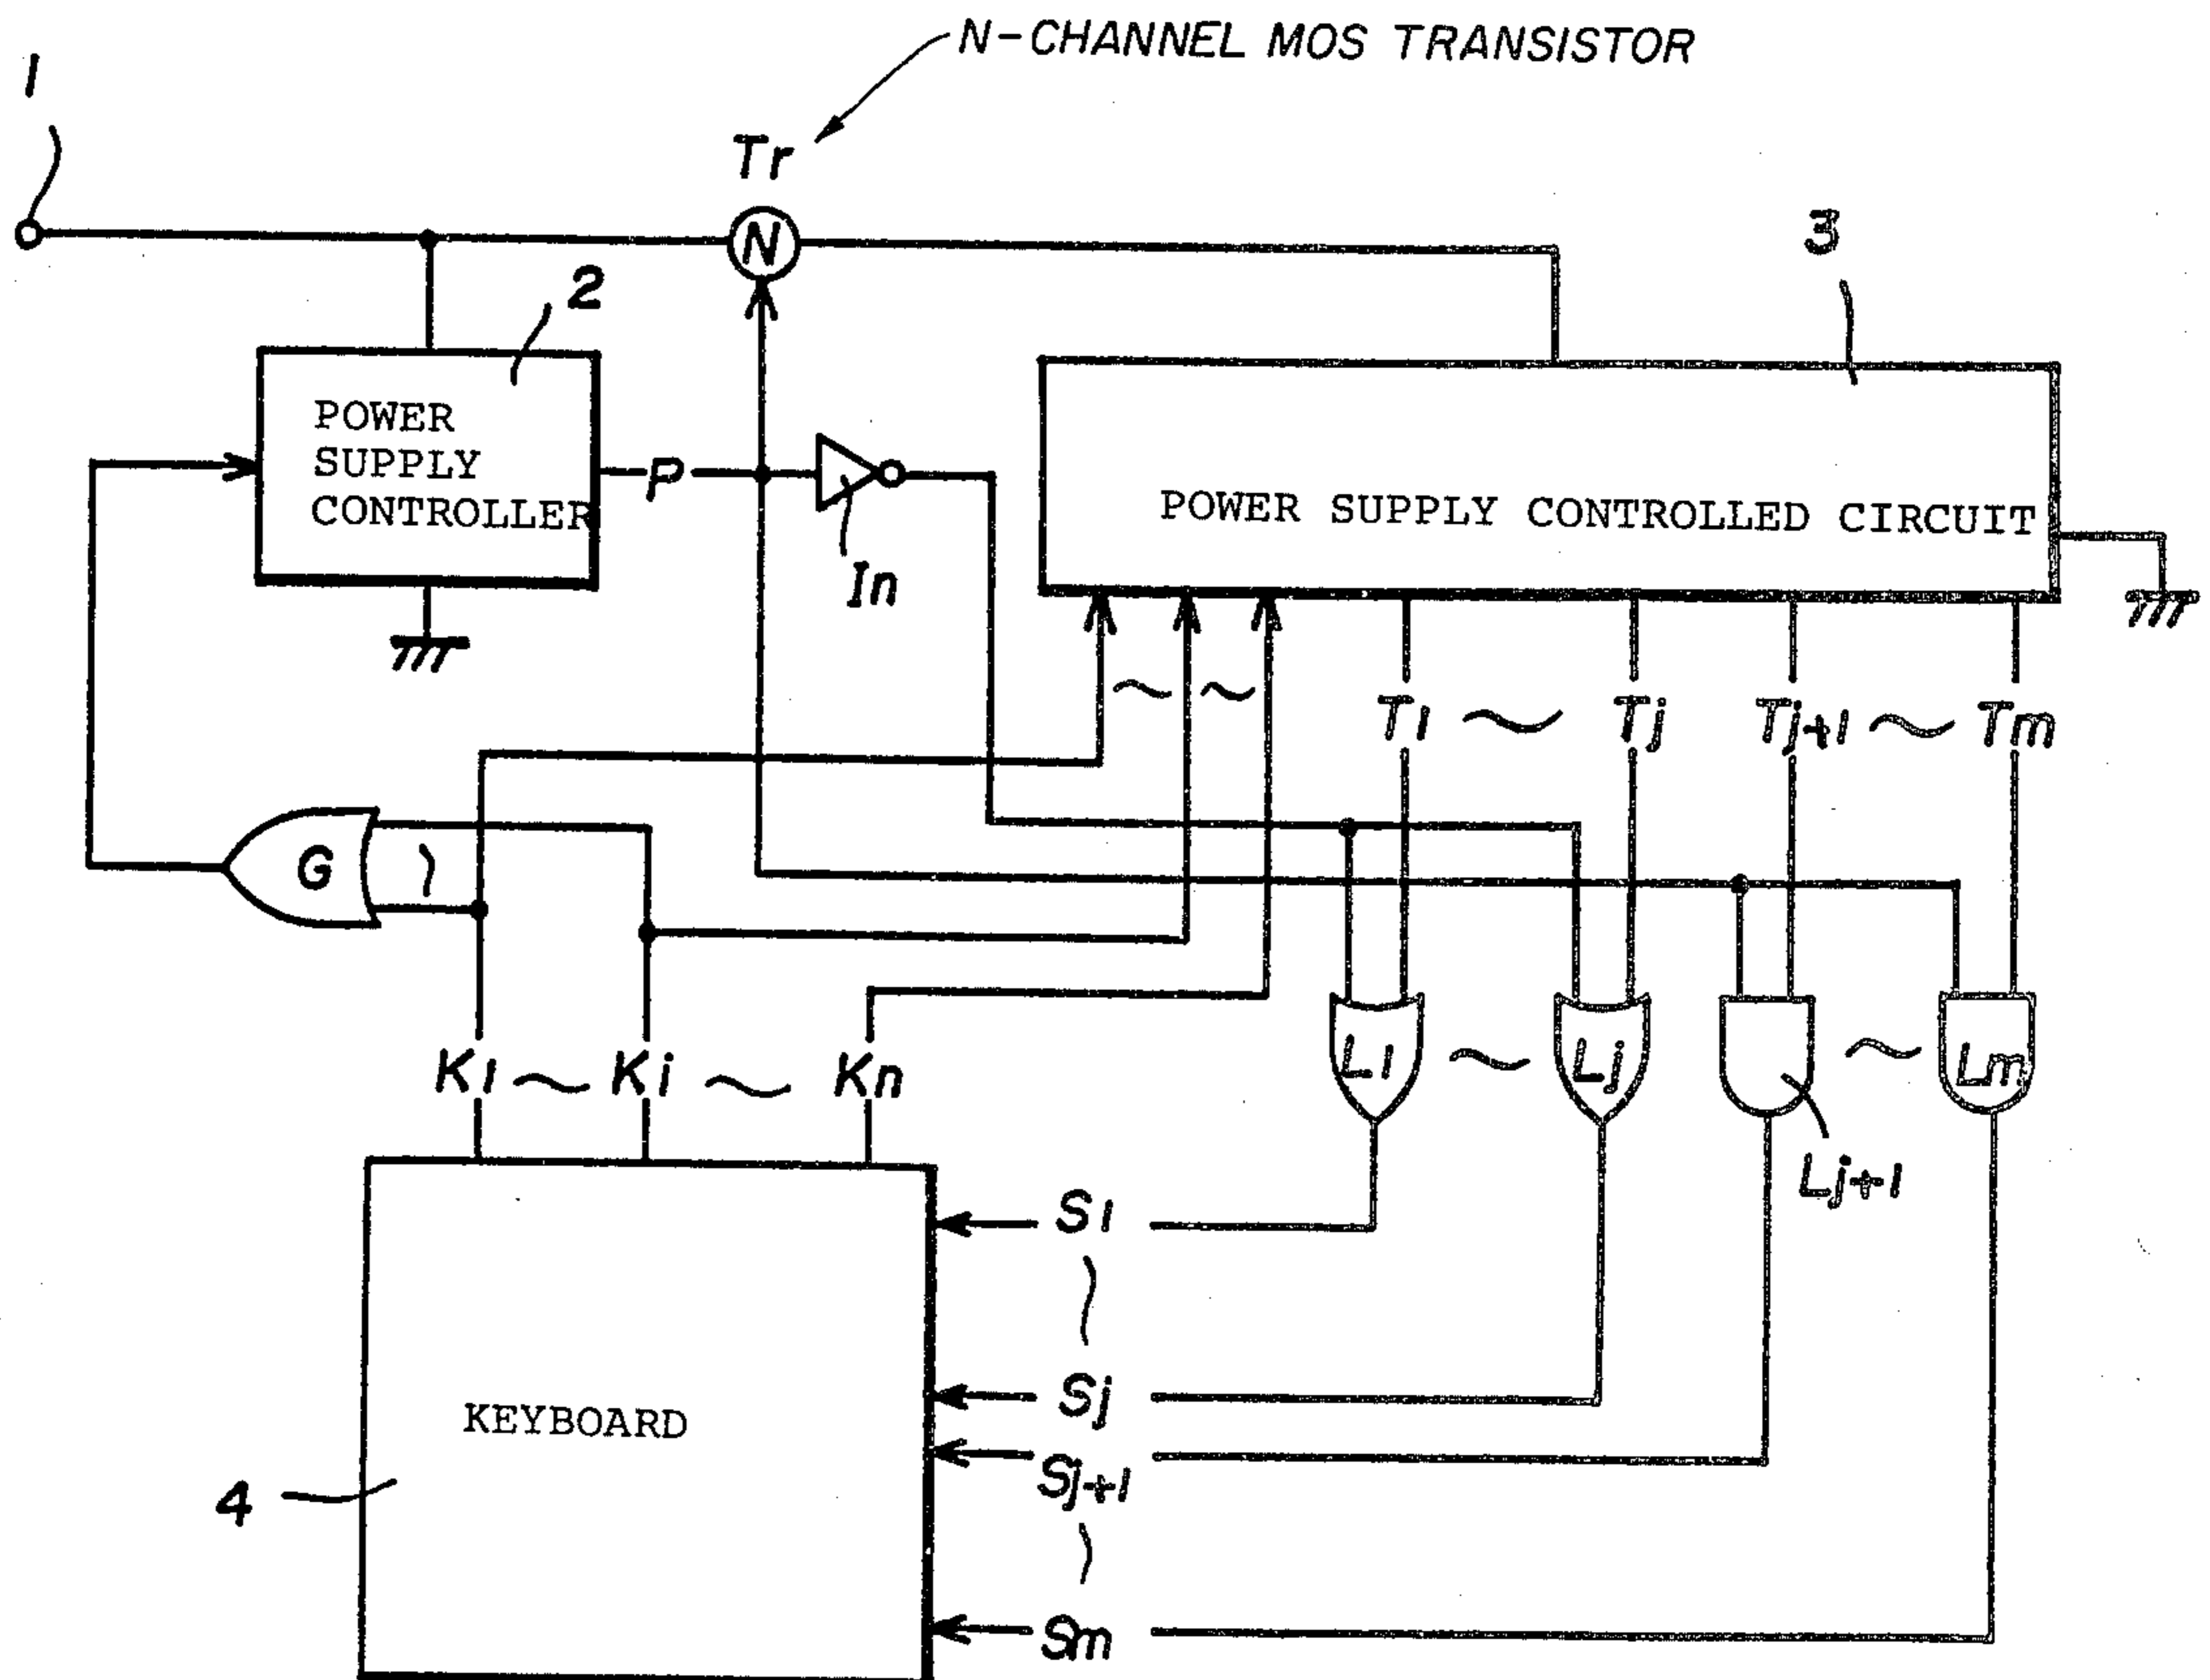 N-CHANNEL MOS TRANSISTOR
1
Tr
N
3
2
POWER
SUPPLY
CONTROLLER
P
In
POWER SUPPLY CONTROLLED CIRCUIT
~ ~
T1 ~ Tj Tj+1 ~ Tm
G
K1 ~ Ki ~ Kn
L1 ~ Lj ~ Lm
Lj+1
S1
Sj
Sj+1
Sm
KEYBOARD
4